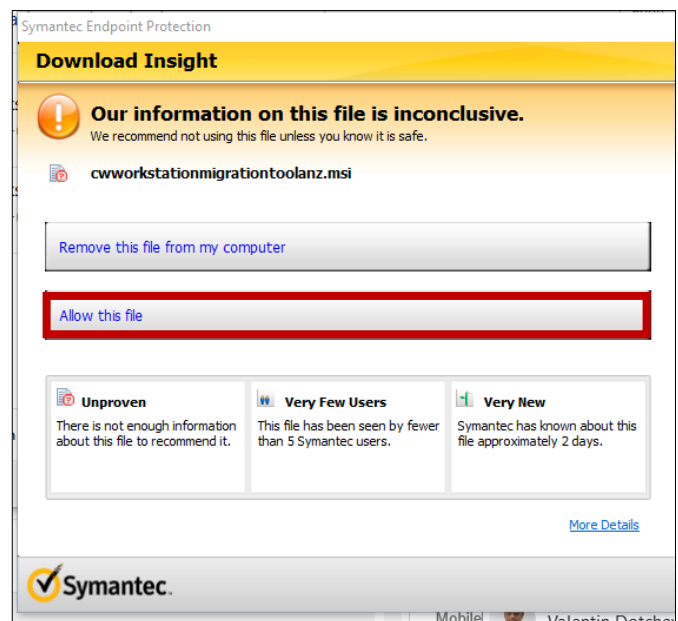 Symantec Endpoint Protection
Download Insight
Our information on this file is inconclusive.
We recommend not using this file unless you know it is safe.
cwworkstationmigrationtoolanz.msi
Remove this file from my computer
Allow this file
Unproven
There is not enough information
about this file to recommend it.
Very Few Users
This file has been seen by fewer
than 5 Symantec users.
Very New
Symantec has known about this
file approximately 2 days.
More Details
Symantec.
Mobile